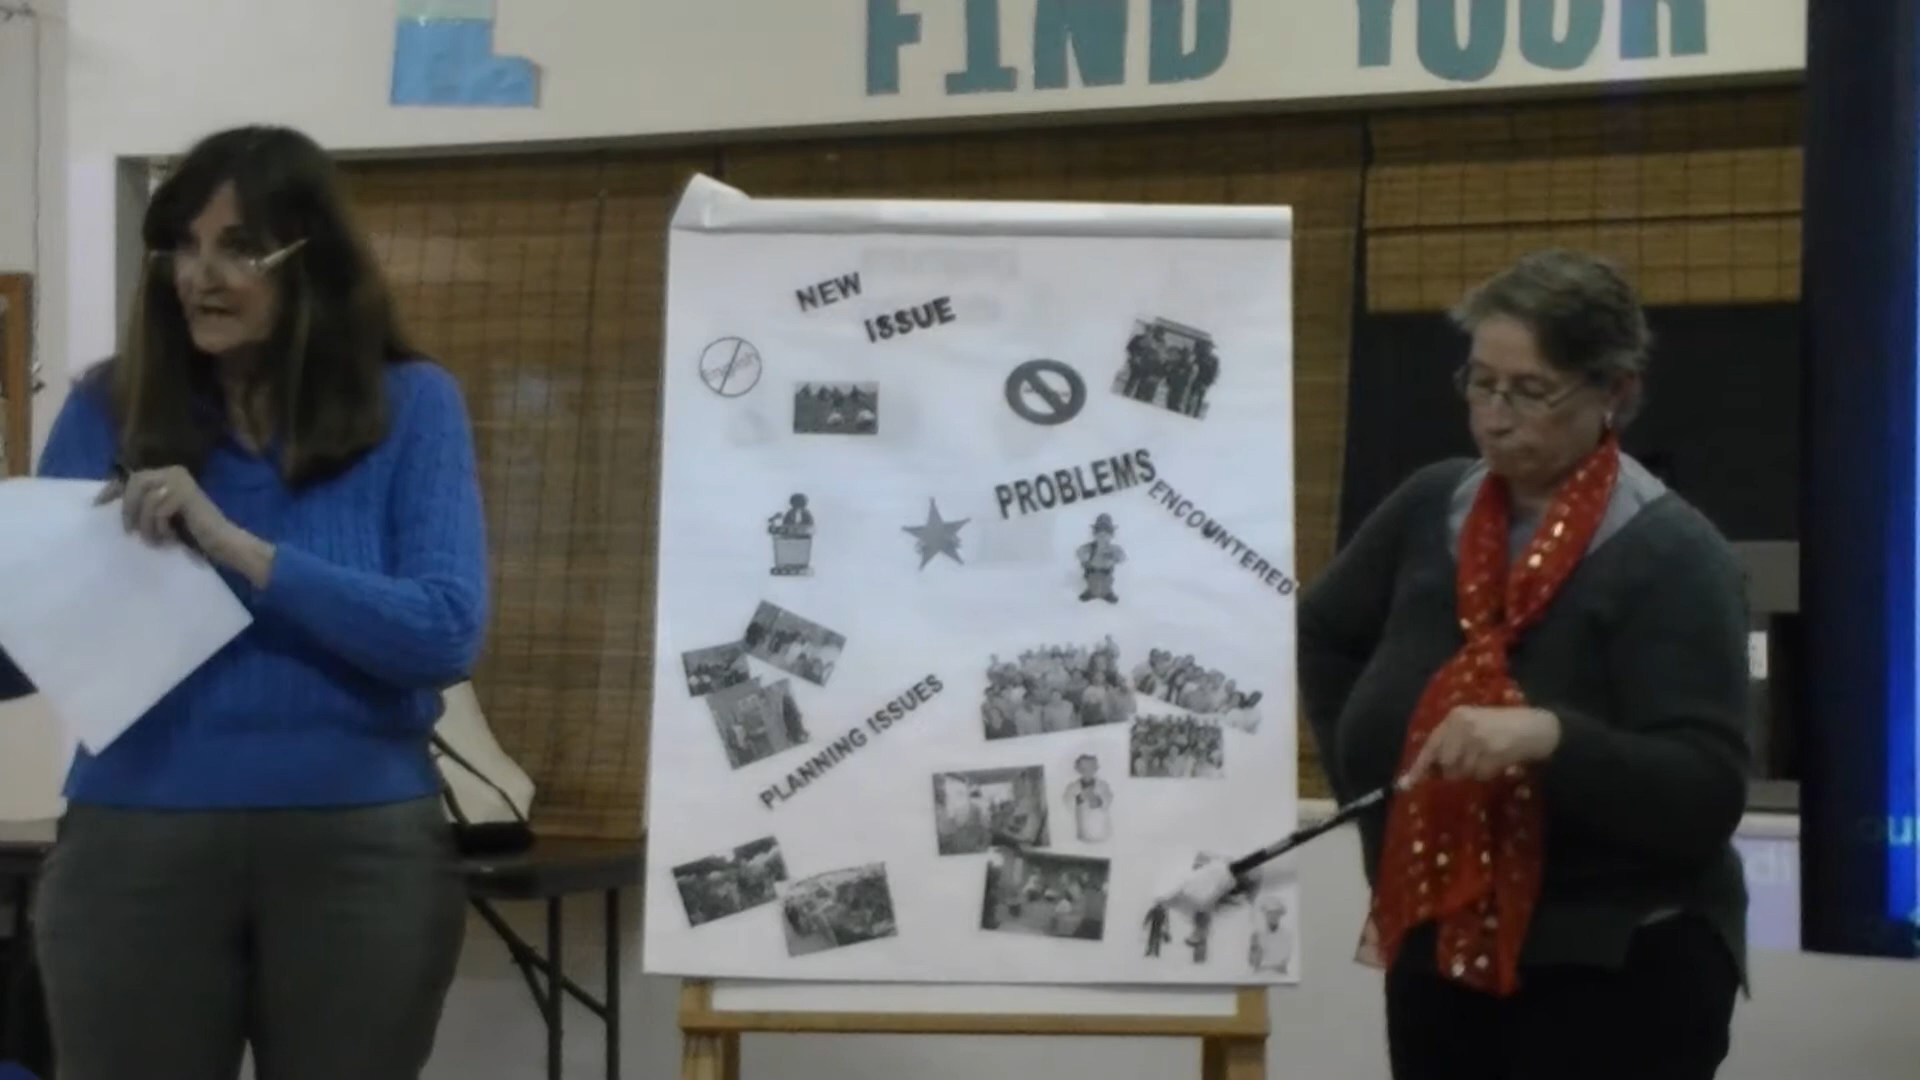 FIND YOUR
NEW
ISSUE
PROBLEMS
ENCOUNTERED
PLANNING ISSUES